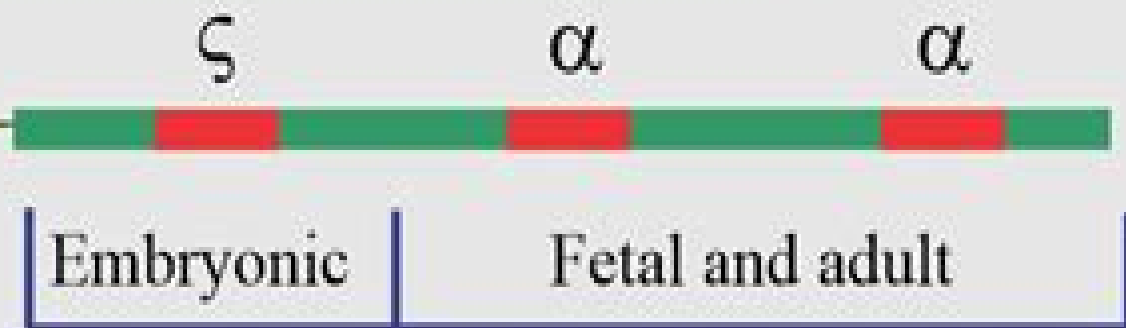 ς α α
Embryonic Fetal and adult